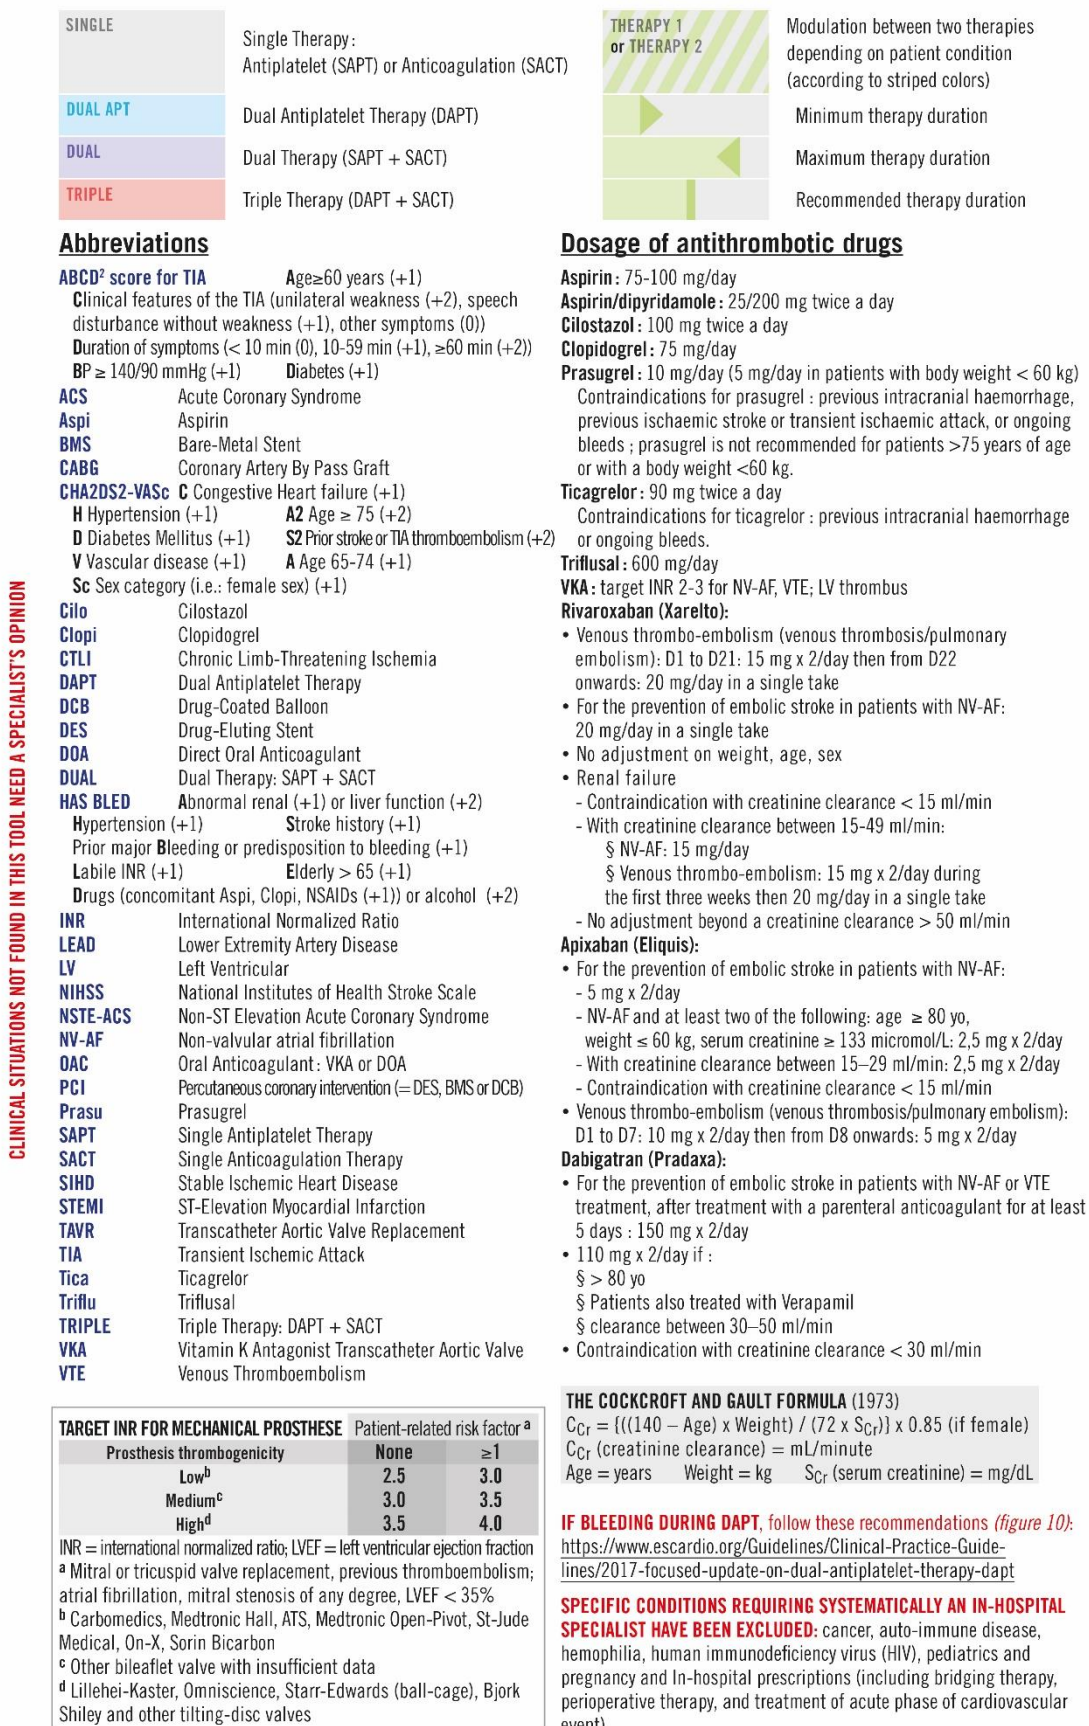 SINGLE
Single Therapy:
Antiplatelet (SAPT) or Anticoagulation (SACT)
DUAL APT
Dual Antiplatelet Therapy (DAPT)
DUAL
Dual Therapy (SAPT + SACT)
TRIPLE
Triple Therapy (DAPT + SACT)
THERAPY 1
or THERAPY 2
Modulation between two therapies
depending on patient condition
(according to striped colors)
Minimum therapy duration
Maximum therapy duration
Recommended therapy duration
CLINICAL SITUATIONS NOT FOUND IN THIS TOOL NEED A SPECIALIST'S OPINION
Abbreviations
ABCD² score for TIA Age≥60 years (+1)
Clinical features of the TIA (unilateral weakness (+2), speech
disturbance without weakness (+1), other symptoms (0))
Duration of symptoms (< 10 min (0), 10-59 min (+1), ≥60 min (+2))
BP ≥ 140/90 mmHg (+1) Diabetes (+1)
ACS Acute Coronary Syndrome
Aspi Aspirin
BMS Bare-Metal Stent
CABG Coronary Artery By Pass Graft
CHA2DS2-VASc C Congestive Heart failure (+1)
H Hypertension (+1) A2 Age ≥ 75 (+2)
D Diabetes Mellitus (+1) S2 Prior stroke or TIA thromboembolism (+2)
V Vascular disease (+1) A Age 65-74 (+1)
Sc Sex category (i.e.: female sex) (+1)
Cilo Cilostazol
Clopi Clopidogrel
CTLI Chronic Limb-Threatening Ischemia
DAPT Dual Antiplatelet Therapy
DCB Drug-Coated Balloon
DES Drug-Eluting Stent
DOA Direct Oral Anticoagulant
DUAL Dual Therapy: SAPT + SACT
HAS BLED Abnormal renal (+1) or liver function (+2)
Hypertension (+1) Stroke history (+1)
Prior major Bleeding or predisposition to bleeding (+1)
Labile INR (+1) Elderly > 65 (+1)
Drugs (concomitant Aspi, Clopi, NSAIDs (+1)) or alcohol (+2)
INR International Normalized Ratio
LEAD Lower Extremity Artery Disease
LV Left Ventricular
NIHSS National Institutes of Health Stroke Scale
NSTE-ACS Non-ST Elevation Acute Coronary Syndrome
NV-AF Non-valvular atrial fibrillation
OAC Oral Anticoagulant: VKA or DOA
PCI Percutaneous coronary intervention (= DES, BMS or DCB)
Prasu Prasugrel
SAPT Single Antiplatelet Therapy
SACT Single Anticoagulation Therapy
SIHD Stable Ischemic Heart Disease
STEMI ST-Elevation Myocardial Infarction
TAVR Transcatheter Aortic Valve Replacement
TIA Transient Ischemic Attack
Tica Ticagrelor
Triflu Triflusal
TRIPLE Triple Therapy: DAPT + SACT
VKA Vitamin K Antagonist Transcatheter Aortic Valve
VTE Venous Thromboembolism
TARGET INR FOR MECHANICAL PROSTHESE Patient-related risk factor a
Prosthesis thrombogenicity None ≥1
Low b 2.5 3.0
Medium c 3.0 3.5
High d 3.5 4.0
INR = international normalized ratio; LVEF = left ventricular ejection fraction
a Mitral or tricuspid valve replacement, previous thromboembolism;
atrial fibrillation, mitral stenosis of any degree, LVEF < 35%
b Carbomedics, Medtronic Hall, ATS, Medtronic Open-Pivot, St-Jude
Medical, On-X, Sorin Bicarbon
c Other bileaflet valve with insufficient data
d Lillehei-Kaster, Omniscience, Starr-Edwards (ball-cage), Bjork
Shiley and other tilting-disc valves
Dosage of antithrombotic drugs
Aspirin: 75-100 mg/day
Aspirin/dipyridamole: 25/200 mg twice a day
Cilostazol: 100 mg twice a day
Clopidogrel: 75 mg/day
Prasugrel: 10 mg/day (5 mg/day in patients with body weight < 60 kg)
Contraindications for prasugrel : previous intracranial haemorrhage,
previous ischaemic stroke or transient ischaemic attack, or ongoing
bleeds ; prasugrel is not recommended for patients >75 years of age
or with a body weight <60 kg.
Ticagrelor: 90 mg twice a day
Contraindications for ticagrelor : previous intracranial haemorrhage
or ongoing bleeds.
Triflusal: 600 mg/day
VKA: target INR 2-3 for NV-AF, VTE; LV thrombus
Rivaroxaban (Xarelto):
• Venous thrombo-embolism (venous thrombosis/pulmonary
embolism): D1 to D21: 15 mg x 2/day then from D22
onwards: 20 mg/day in a single take
• For the prevention of embolic stroke in patients with NV-AF:
20 mg/day in a single take
• No adjustment on weight, age, sex
• Renal failure
- Contraindication with creatinine clearance < 15 ml/min
- With creatinine clearance between 15-49 ml/min:
§ NV-AF: 15 mg/day
§ Venous thrombo-embolism: 15 mg x 2/day during
the first three weeks then 20 mg/day in a single take
- No adjustment beyond a creatinine clearance > 50 ml/min
Apixaban (Eliquis):
• For the prevention of embolic stroke in patients with NV-AF:
- 5 mg x 2/day
- NV-AF and at least two of the following: age ≥ 80 yo,
weight ≤ 60 kg, serum creatinine ≥ 133 micromol/L: 2,5 mg x 2/day
- With creatinine clearance between 15–29 ml/min: 2,5 mg x 2/day
- Contraindication with creatinine clearance < 15 ml/min
• Venous thrombo-embolism (venous thrombosis/pulmonary embolism):
D1 to D7: 10 mg x 2/day then from D8 onwards: 5 mg x 2/day
Dabigatran (Pradaxa):
• For the prevention of embolic stroke in patients with NV-AF or VTE
treatment, after treatment with a parenteral anticoagulant for at least
5 days : 150 mg x 2/day
• 110 mg x 2/day if :
§ > 80 yo
§ Patients also treated with Verapamil
§ clearance between 30–50 ml/min
• Contraindication with creatinine clearance < 30 ml/min
THE COCKCROFT AND GAULT FORMULA (1973)
CCr = {((140 – Age) x Weight) / (72 x SCr)} x 0.85 (if female)
CCr (creatinine clearance) = mL/minute
Age = years Weight = kg SCr (serum creatinine) = mg/dL
IF BLEEDING DURING DAPT, follow these recommendations (figure 10):
https://www.escardio.org/Guidelines/Clinical-Practice-Guide-
lines/2017-focused-update-on-dual-antiplatelet-therapy-dapt
SPECIFIC CONDITIONS REQUIRING SYSTEMATICALLY AN IN-HOSPITAL
SPECIALIST HAVE BEEN EXCLUDED: cancer, auto-immune disease,
hemophilia, human immunodeficiency virus (HIV), pediatrics and
pregnancy and In-hospital prescriptions (including bridging therapy,
perioperative therapy, and treatment of acute phase of cardiovascular
event)